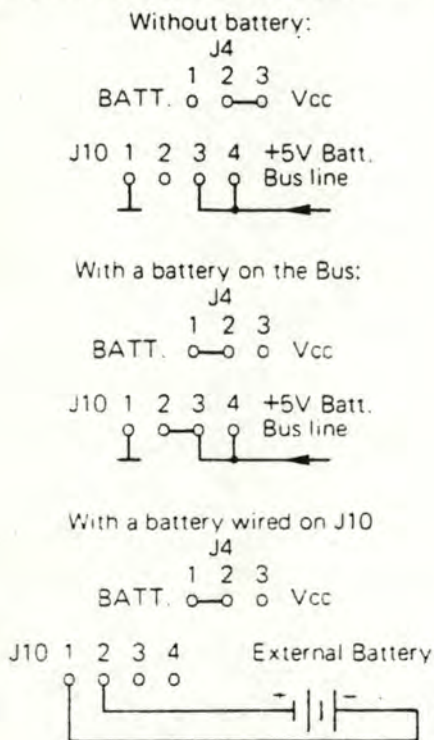 Without battery:
J4
1 2 3
BATT. Vcc
J10 1 2 3 4 +5V Batt.
Bus line
With a battery on the Bus:
J4
1 2 3
BATT. Vcc
J10 1 2 3 4 +5V Batt.
Bus line
With a battery wired on J10
J4
1 2 3
BATT. Vcc
J10 1 2 3 4 External Battery
+ −